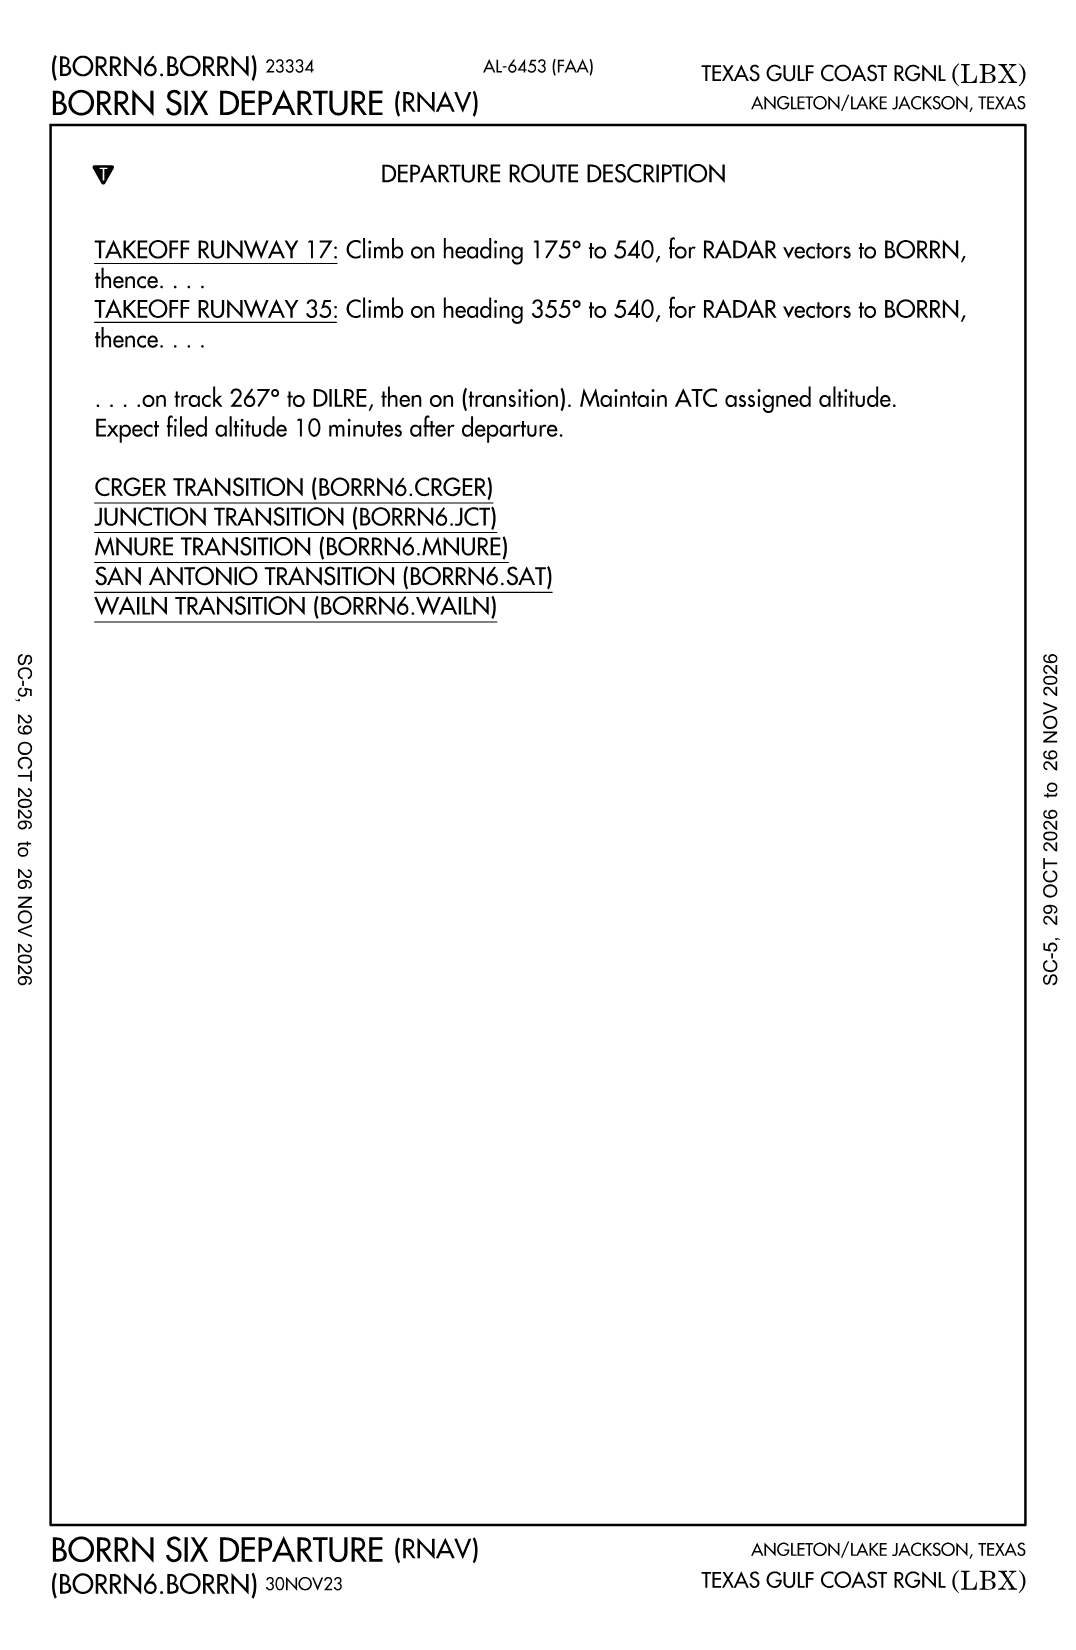 (BORRN6.BORRN) 23334
AL-6453 (FAA)
TEXAS GULF COAST RGNL (LBX)
BORRN SIX DEPARTURE (RNAV)
ANGLETON/LAKE JACKSON, TEXAS
T
DEPARTURE ROUTE DESCRIPTION
TAKEOFF RUNWAY 17: Climb on heading 175° to 540, for RADAR vectors to BORRN,
thence. . . .
TAKEOFF RUNWAY 35: Climb on heading 355° to 540, for RADAR vectors to BORRN,
thence. . . .
. . . .on track 267° to DILRE, then on (transition). Maintain ATC assigned altitude.
Expect filed altitude 10 minutes after departure.
CRGER TRANSITION (BORRN6.CRGER)
JUNCTION TRANSITION (BORRN6.JCT)
MNURE TRANSITION (BORRN6.MNURE)
SAN ANTONIO TRANSITION (BORRN6.SAT)
WAILN TRANSITION (BORRN6.WAILN)
SC-5, 29 OCT 2026 to 26 NOV 2026
SC-5, 29 OCT 2026 to 26 NOV 2026
BORRN SIX DEPARTURE (RNAV)
ANGLETON/LAKE JACKSON, TEXAS
(BORRN6.BORRN) 30NOV23
TEXAS GULF COAST RGNL (LBX)